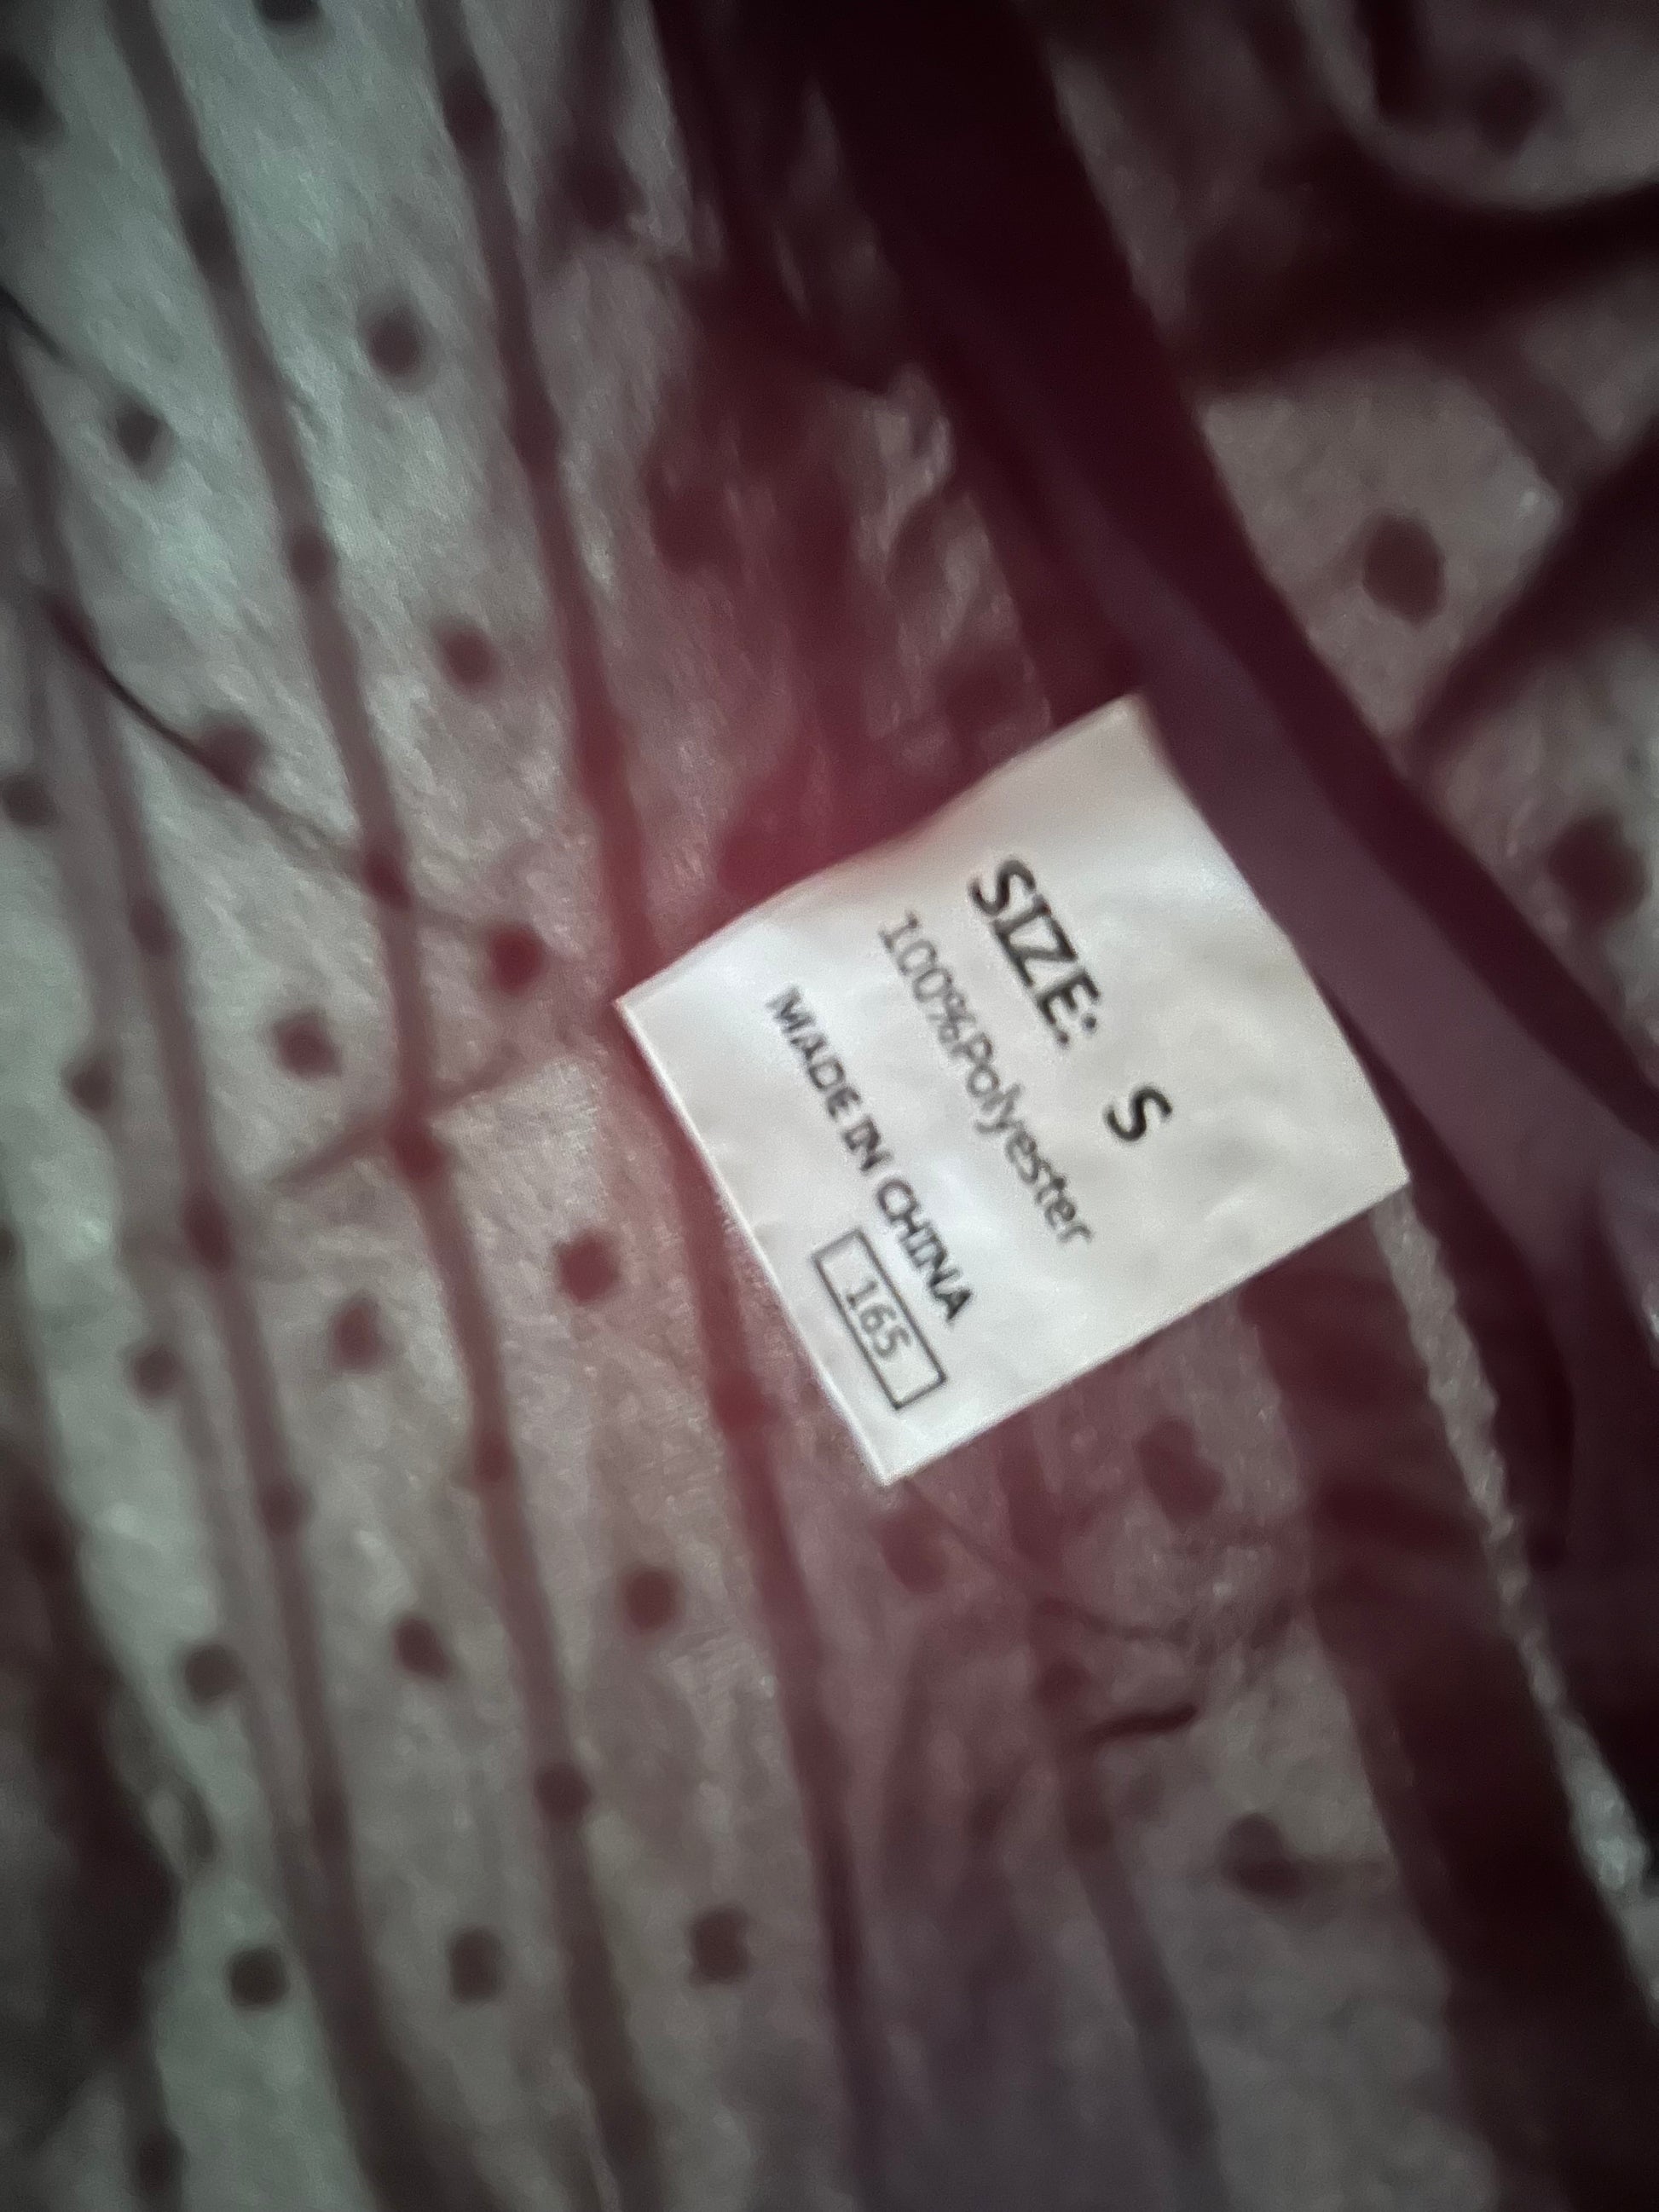 SIZE: S
100%Polyester
MADE IN CHINA
165